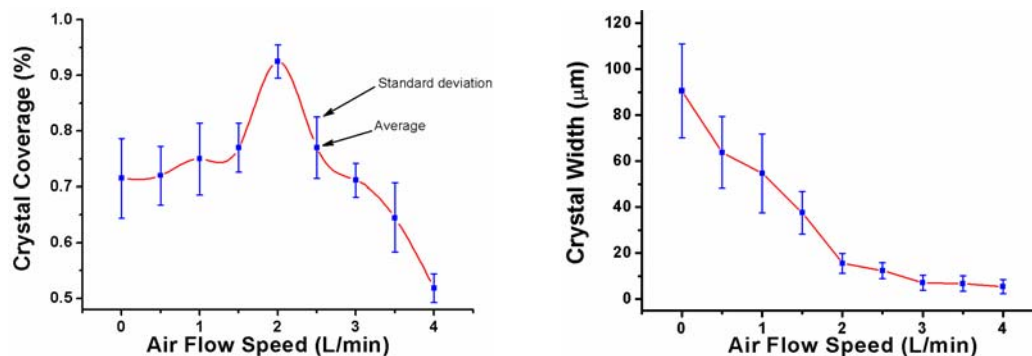 Crystal Coverage (%)
1.0
0.9
0.8
0.7
0.6
0.5
Standard deviation
Average
0 1 2 3 4
Air Flow Speed (L/min)
Crystal Width (μm)
120
100
80
60
40
20
0
0 1 2 3 4
Air Flow Speed (L/min)